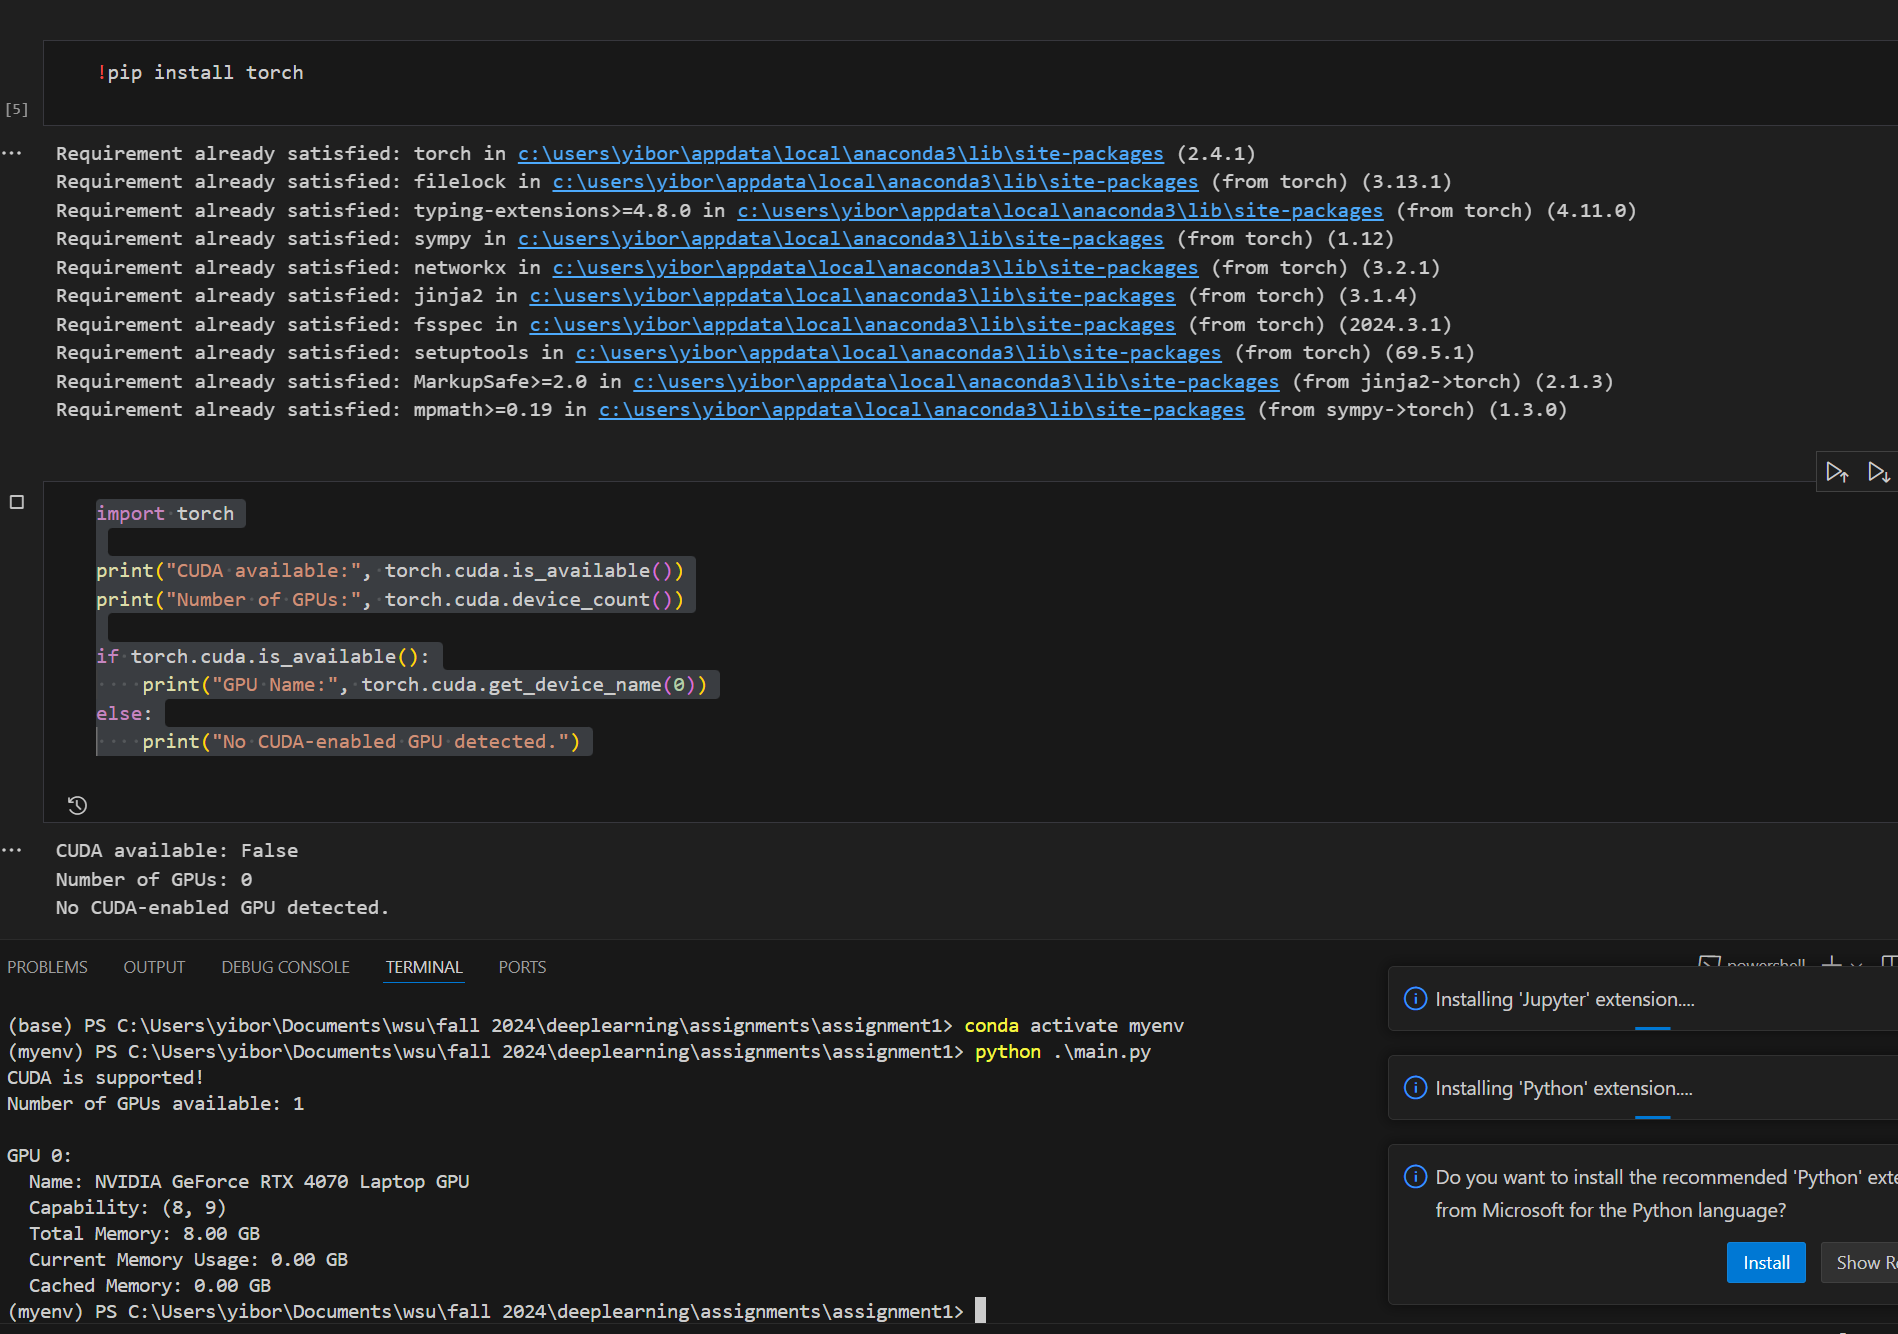 !pip install torch
[5]
Requirement already satisfied: torch in c:\users\yibor\appdata\local\anaconda3\lib\site-packages (2.4.1)
Requirement already satisfied: filelock in c:\users\yibor\appdata\local\anaconda3\lib\site-packages (from torch) (3.13.1)
Requirement already satisfied: typing-extensions>=4.8.0 in c:\users\yibor\appdata\local\anaconda3\lib\site-packages (from torch) (4.11.0)
Requirement already satisfied: sympy in c:\users\yibor\appdata\local\anaconda3\lib\site-packages (from torch) (1.12)
Requirement already satisfied: networkx in c:\users\yibor\appdata\local\anaconda3\lib\site-packages (from torch) (3.2.1)
Requirement already satisfied: jinja2 in c:\users\yibor\appdata\local\anaconda3\lib\site-packages (from torch) (3.1.4)
Requirement already satisfied: fsspec in c:\users\yibor\appdata\local\anaconda3\lib\site-packages (from torch) (2024.3.1)
Requirement already satisfied: setuptools in c:\users\yibor\appdata\local\anaconda3\lib\site-packages (from torch) (69.5.1)
Requirement already satisfied: MarkupSafe>=2.0 in c:\users\yibor\appdata\local\anaconda3\lib\site-packages (from jinja2->torch) (2.1.3)
Requirement already satisfied: mpmath>=0.19 in c:\users\yibor\appdata\local\anaconda3\lib\site-packages (from sympy->torch) (1.3.0)
import torch
print("CUDA available:", torch.cuda.is_available())
print("Number of GPUs:", torch.cuda.device_count())
if torch.cuda.is_available():
    print("GPU Name:", torch.cuda.get_device_name(0))
else:
    print("No CUDA-enabled GPU detected.")
CUDA available: False
Number of GPUs: 0
No CUDA-enabled GPU detected.
PROBLEMS OUTPUT DEBUG CONSOLE TERMINAL PORTS
powershell
(base) PS C:\Users\yibor\Documents\wsu\fall 2024\deeplearning\assignments\assignment1> conda activate myenv
(myenv) PS C:\Users\yibor\Documents\wsu\fall 2024\deeplearning\assignments\assignment1> python .\main.py
CUDA is supported!
Number of GPUs available: 1
GPU 0:
  Name: NVIDIA GeForce RTX 4070 Laptop GPU
  Capability: (8, 9)
  Total Memory: 8.00 GB
  Current Memory Usage: 0.00 GB
  Cached Memory: 0.00 GB
(myenv) PS C:\Users\yibor\Documents\wsu\fall 2024\deeplearning\assignments\assignment1>
Installing 'Jupyter' extension....
Installing 'Python' extension....
Do you want to install the recommended 'Python' exte
from Microsoft for the Python language?
Install
Show Re